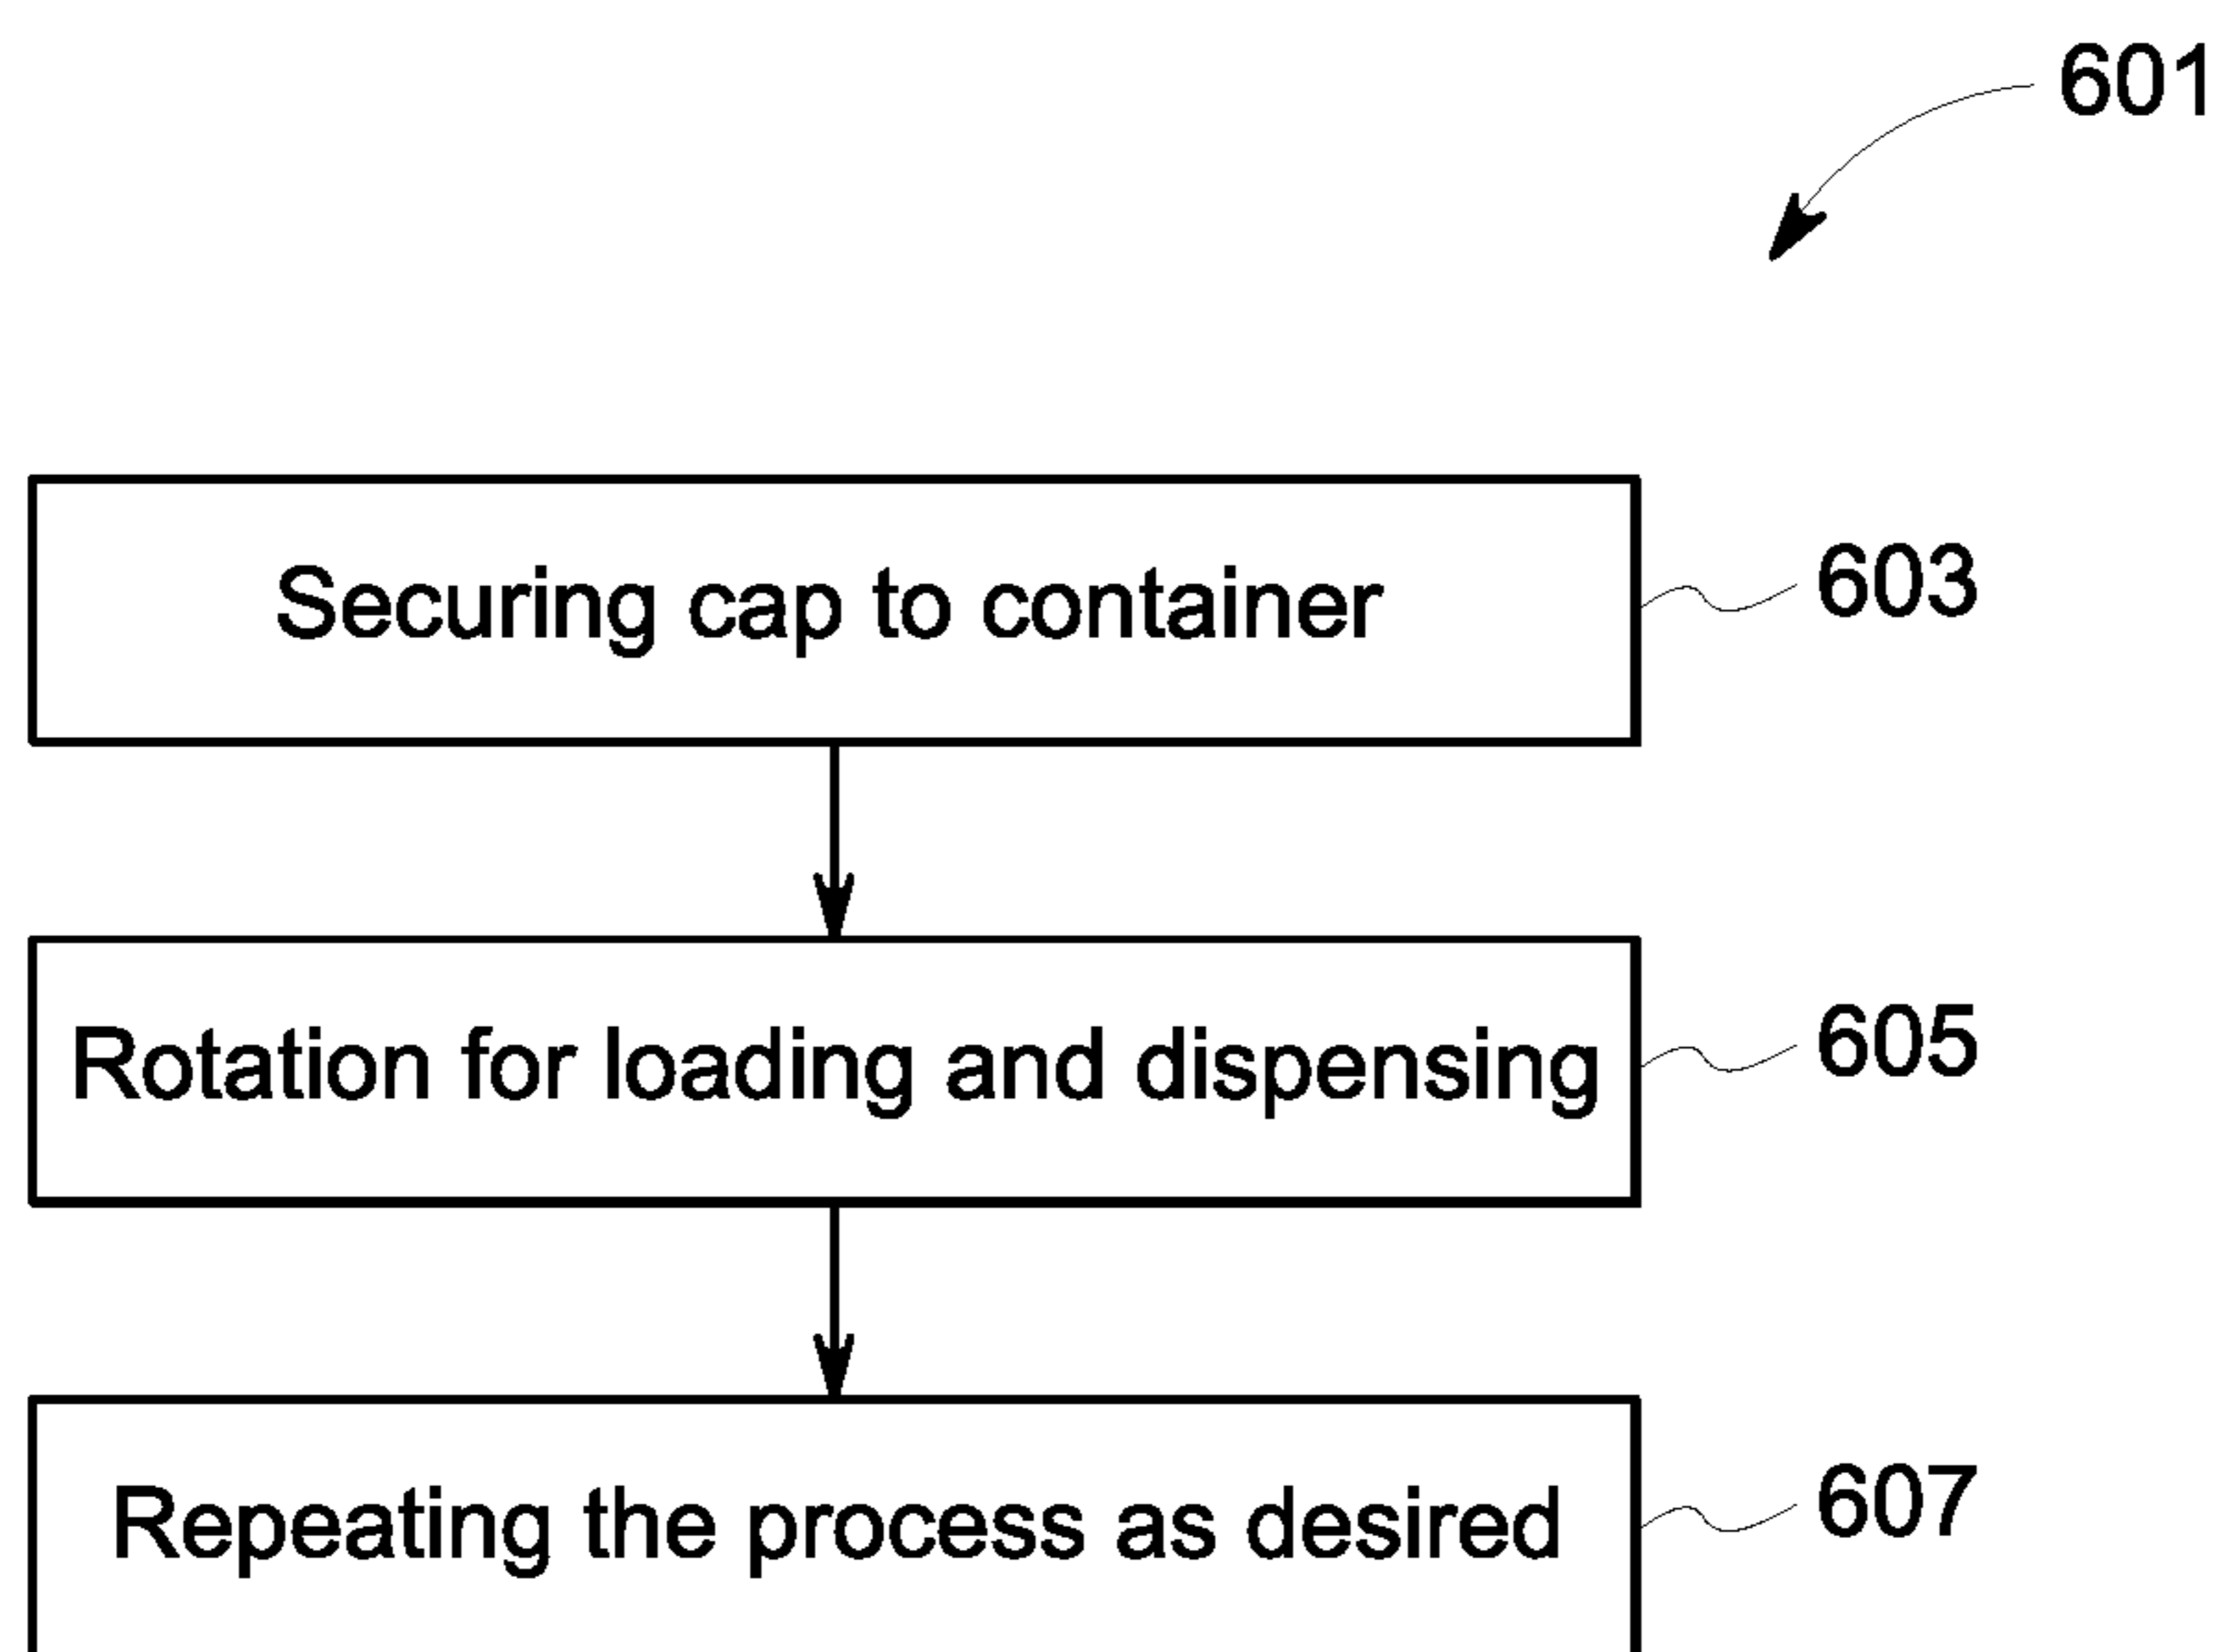 601
Securing cap to container
603
Rotation for loading and dispensing
605
Repeating the process as desired
607